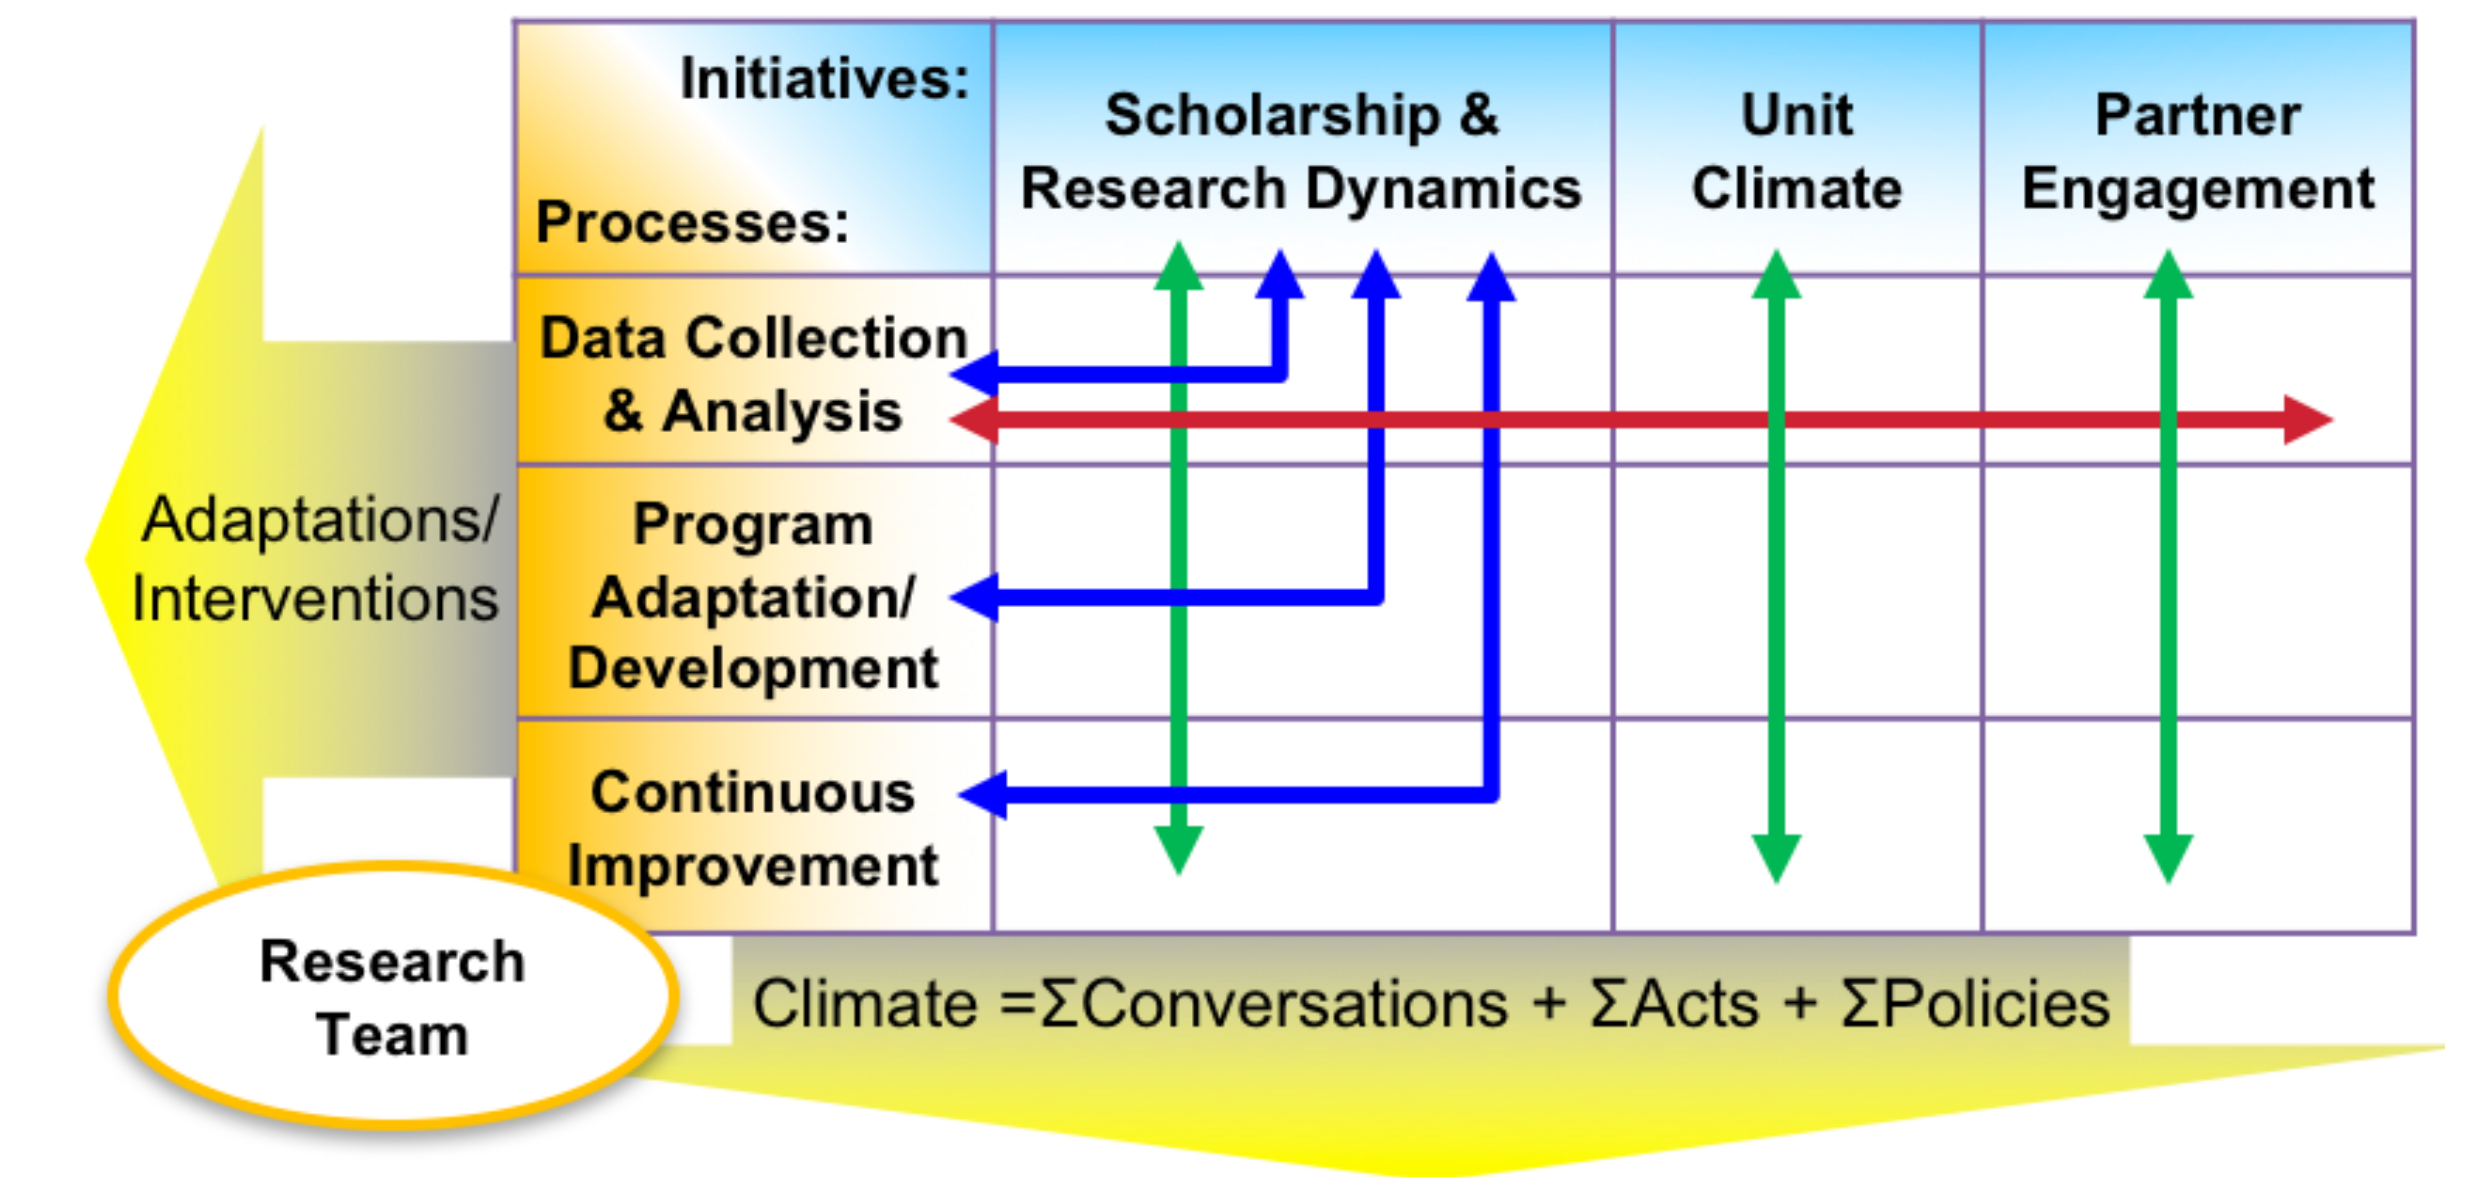 Initiatives:
Processes:
Scholarship &
Research Dynamics
Unit
Climate
Partner
Engagement
Data Collection
& Analysis
Program
Adaptation/
Development
Continuous
Improvement
Adaptations/
Interventions
Research
Team
Climate =ΣConversations + ΣActs + ΣPolicies